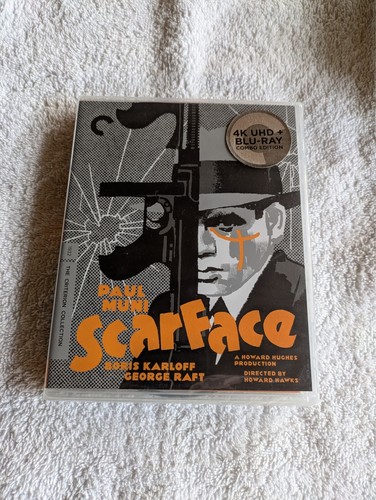 4K UHD +
BLU-RAY
COMBO EDITION
THE CRITERION COLLECTION
PAUL
MUNI
Scarface
BORIS KARLOFF
GEORGE RAFT
A HOWARD HUGHES
PRODUCTION
DIRECTED BY
HOWARD HAWKS